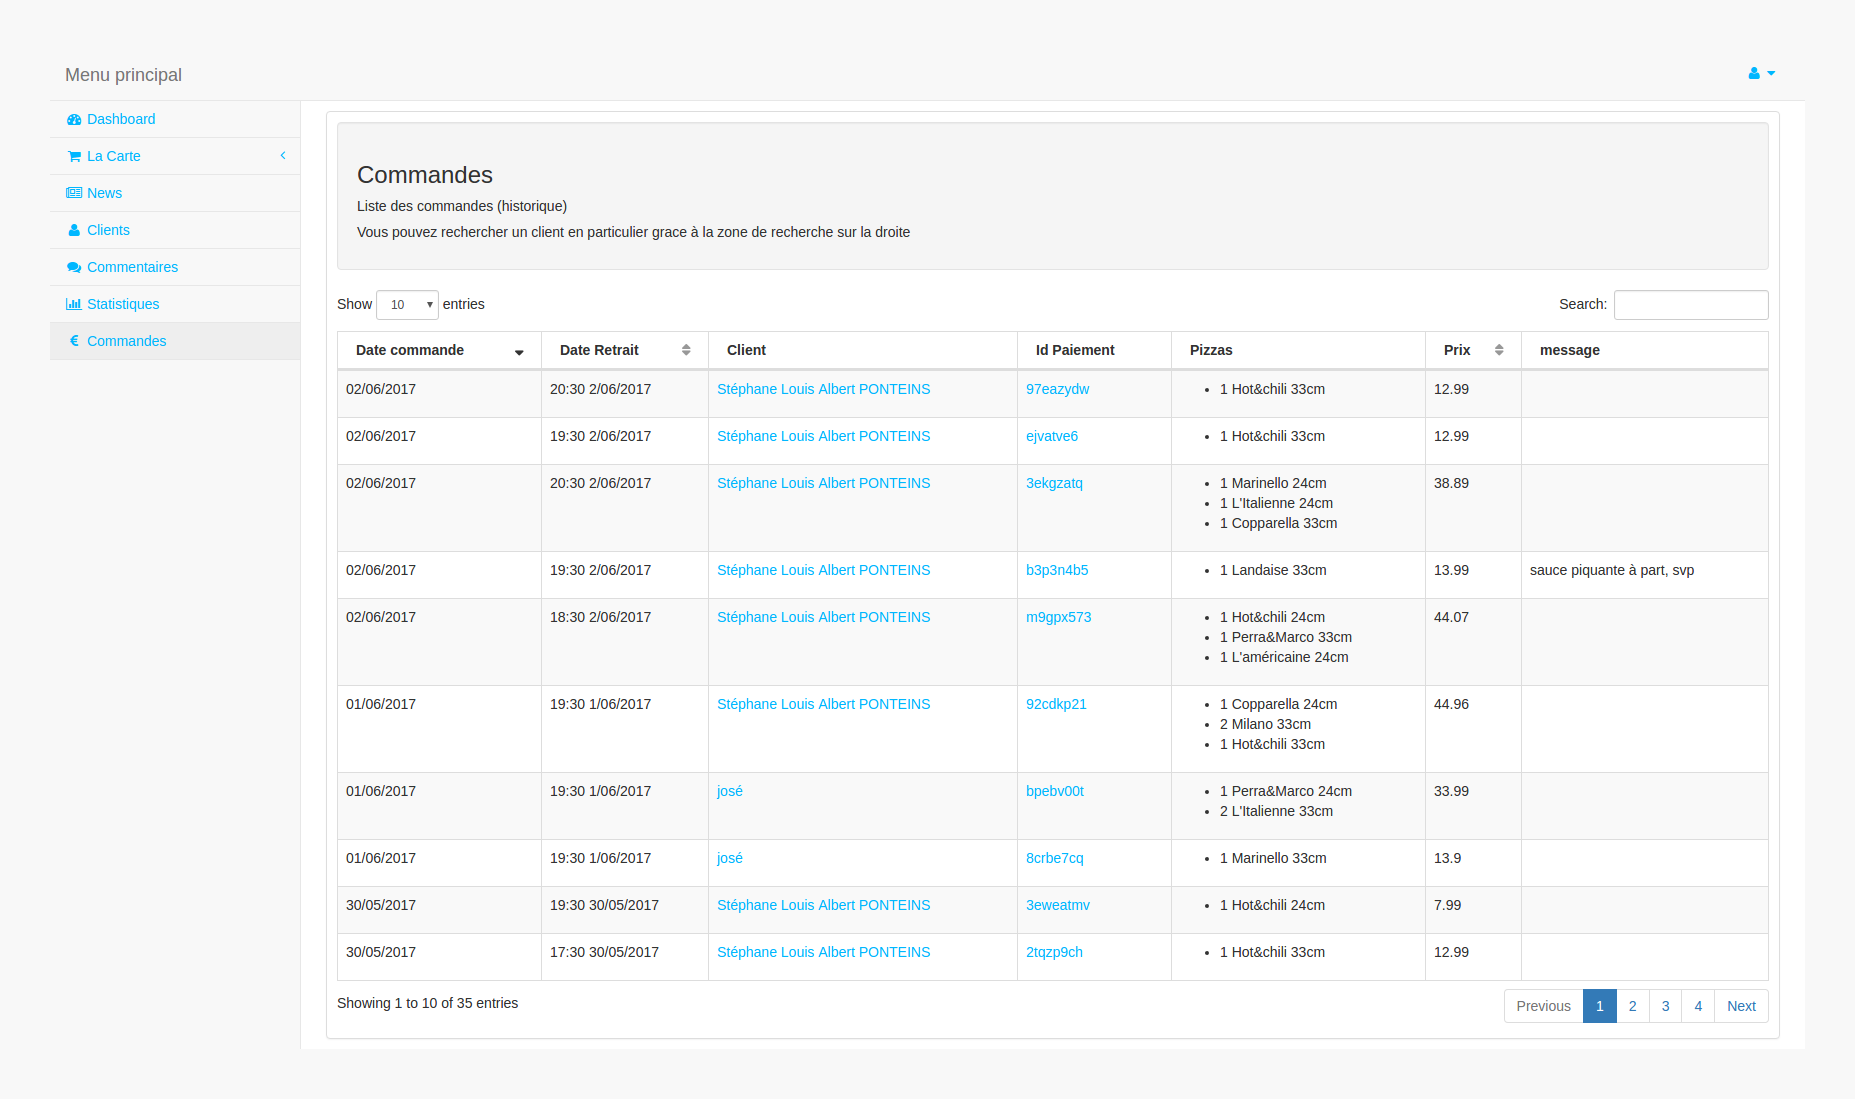 Menu principal
Dashboard
La Carte
News
Clients
Commentaires
Statistiques
Commandes
Commandes
Liste des commandes (historique)
Vous pouvez rechercher un client en particulier grace à la zone de recherche sur la droite
Show 10 entries Search:
Date commande Date Retrait Client Id Paiement Pizzas Prix message
02/06/2017 20:30 2/06/2017 Stéphane Louis Albert PONTEINS 97eazydw • 1 Hot&chili 33cm 12.99
02/06/2017 19:30 2/06/2017 Stéphane Louis Albert PONTEINS ejvatve6 • 1 Hot&chili 33cm 12.99
02/06/2017 20:30 2/06/2017 Stéphane Louis Albert PONTEINS 3ekgzatq • 1 Marinello 24cm 38.89
• 1 L'Italienne 24cm
• 1 Copparella 33cm
02/06/2017 19:30 2/06/2017 Stéphane Louis Albert PONTEINS b3p3n4b5 • 1 Landaise 33cm 13.99 sauce piquante à part, svp
02/06/2017 18:30 2/06/2017 Stéphane Louis Albert PONTEINS m9gpx573 • 1 Hot&chili 24cm 44.07
• 1 Perra&Marco 33cm
• 1 L'américaine 24cm
01/06/2017 19:30 1/06/2017 Stéphane Louis Albert PONTEINS 92cdkp21 • 1 Copparella 24cm 44.96
• 2 Milano 33cm
• 1 Hot&chili 33cm
01/06/2017 19:30 1/06/2017 josé bpebv00t • 1 Perra&Marco 24cm 33.99
• 2 L'Italienne 33cm
01/06/2017 19:30 1/06/2017 josé 8crbe7cq • 1 Marinello 33cm 13.9
30/05/2017 19:30 30/05/2017 Stéphane Louis Albert PONTEINS 3eweatmv • 1 Hot&chili 24cm 7.99
30/05/2017 17:30 30/05/2017 Stéphane Louis Albert PONTEINS 2tqzp9ch • 1 Hot&chili 33cm 12.99
Showing 1 to 10 of 35 entries Previous 1 2 3 4 Next